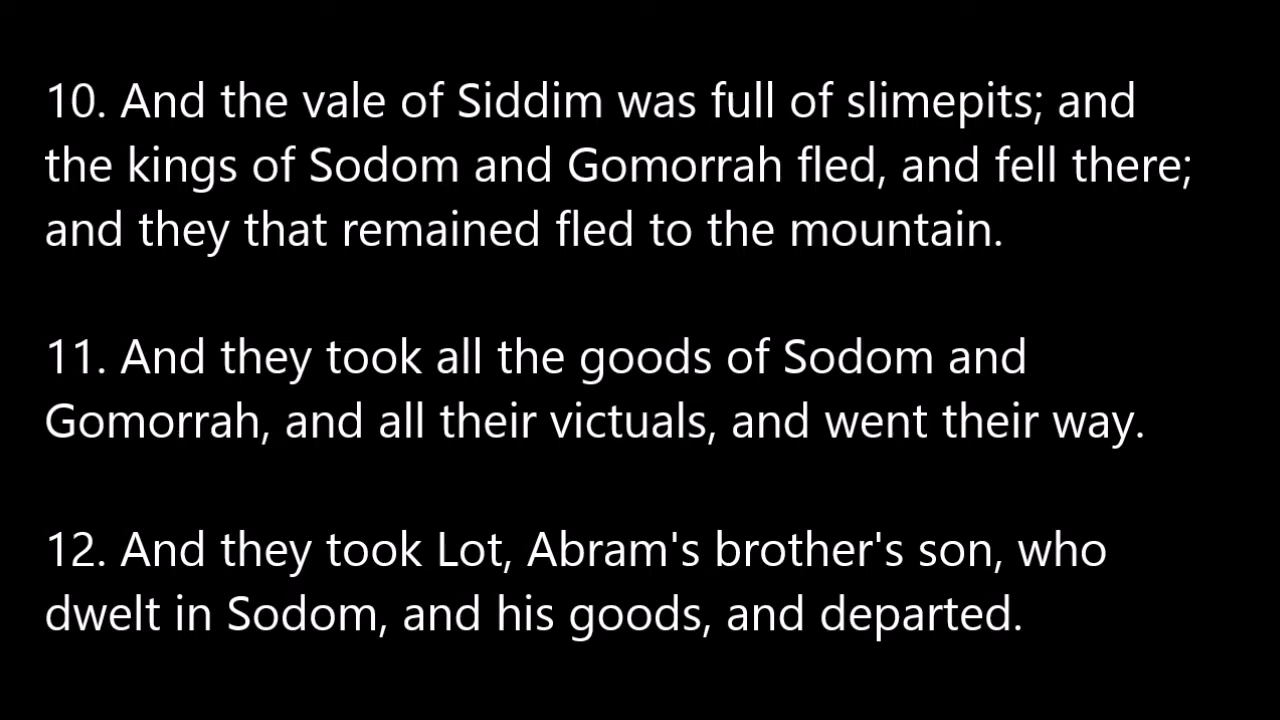 10. And the vale of Siddim was full of slimepits; and
the kings of Sodom and Gomorrah fled, and fell there;
and they that remained fled to the mountain.
11. And they took all the goods of Sodom and
Gomorrah, and all their victuals, and went their way.
12. And they took Lot, Abram's brother's son, who
dwelt in Sodom, and his goods, and departed.